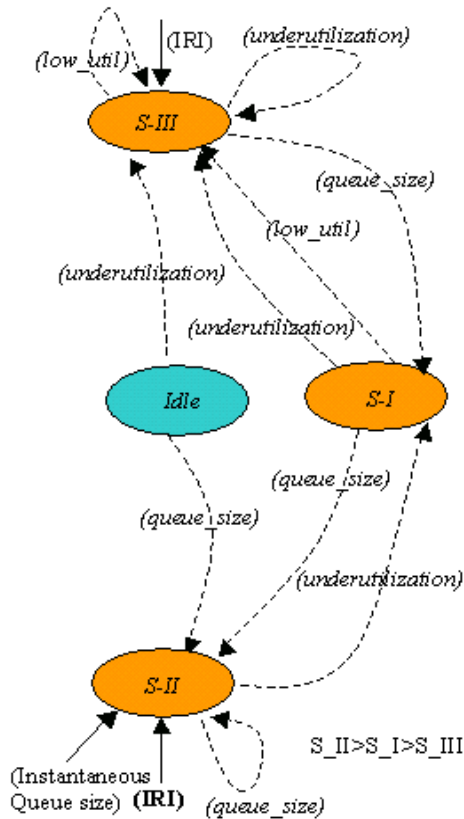 (IRI)
(underutilization)
(low_util)
S-III
(queue_size)
(low_util)
(underutilization)
(underutilization)
Idle
S-I
(queue_size)
(queue_size)
(underutilization)
S-II
S_II>S_I>S_III
(Instantaneous
Queue size)
(IRI)
(queue_size)